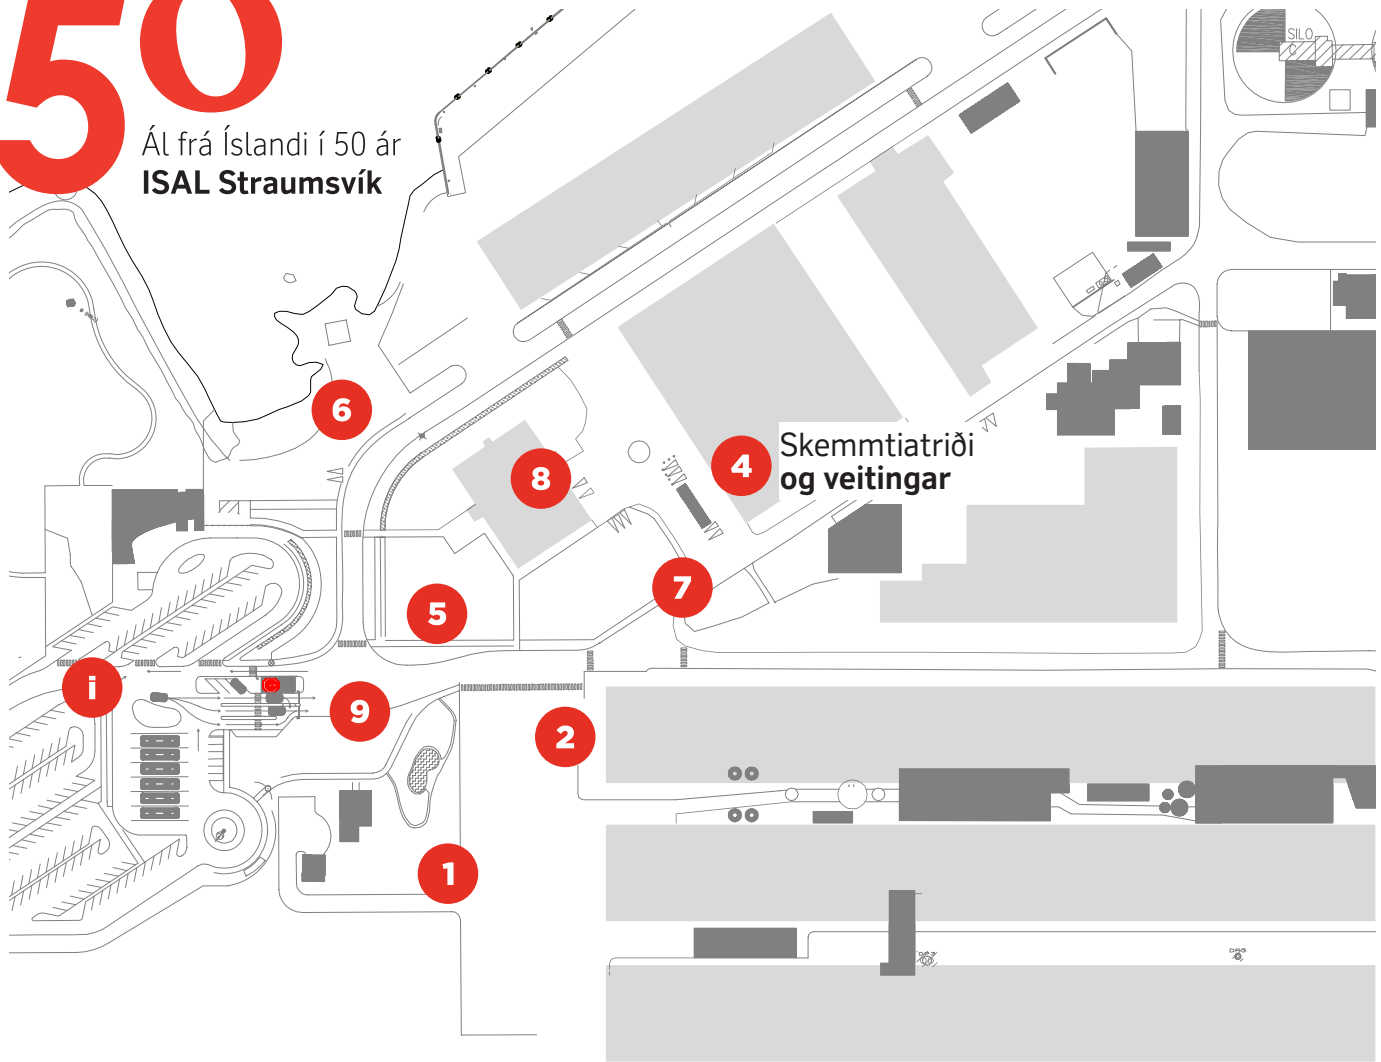 50
Ál frá Íslandi í 50 ár
ISAL Straumsvík
SILO
C
6
8
4
Skemmtiatriði
og veitingar
7
5
i
9
2
1